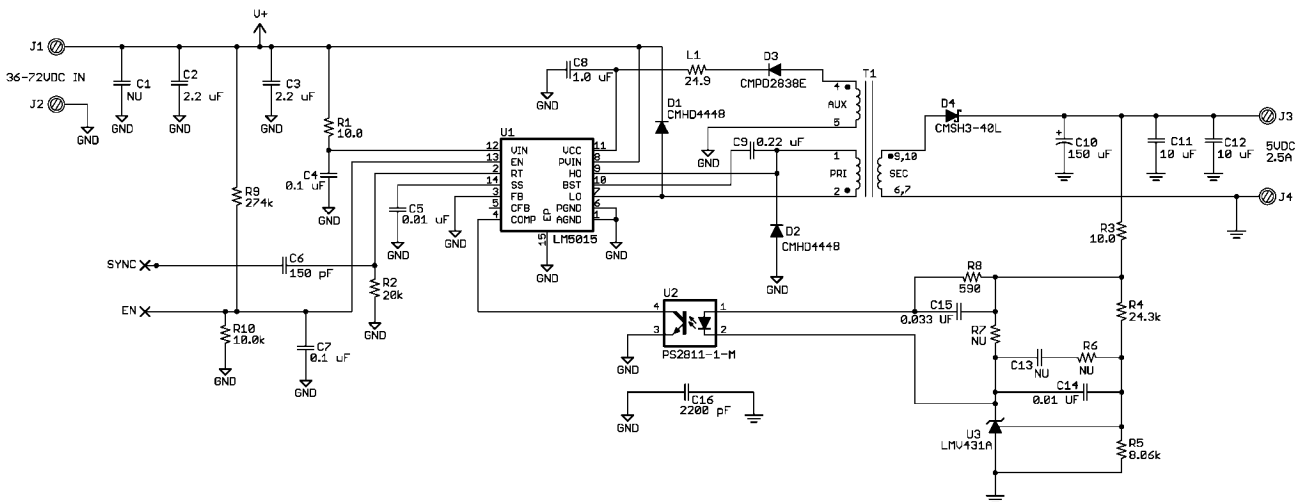 V+
J1
36-72VDC IN
J2
GND
C1
NU
GND
C2
2.2 uF
GND
C3
2.2 uF
GND
R1
10.0
C4
0.1 uF
GND
R9
274k
C8
1.0 uF
GND
L1
24.9
D3
CMPD2838E
T1
4
AUX
5
GND
D1
CMHD4448
C9
0.22 uF
1
PRI
2
9,10
SEC
6,7
D4
CMSH3-40L
C10
150 uF
+
C11
10 uF
C12
10 uF
J3
5VDC
2.5A
J4
U1
12 VIN VCC 11
13 EN PVIN 8
2 RT HO 9
14 SS BST 10
3 FB LO 7
5 CFB PGND 6
4 COMP AGND 1
EP
15
LM5015
GND
GND
GND
C5
0.01 uF
GND
D2
CMHD4448
GND
SYNC
C6
150 pF
R2
20k
GND
EN
R10
10.0k
GND
C7
0.1 uF
GND
U2
4
3
1
2
PS2811-1-M
GND
C16
2200 pF
GND
R3
10.0
R8
590
C15
0.033 UF
R7
NU
R4
24.3k
C13
NU
R6
NU
C14
0.01 UF
U3
LMV431A
R5
8.06k